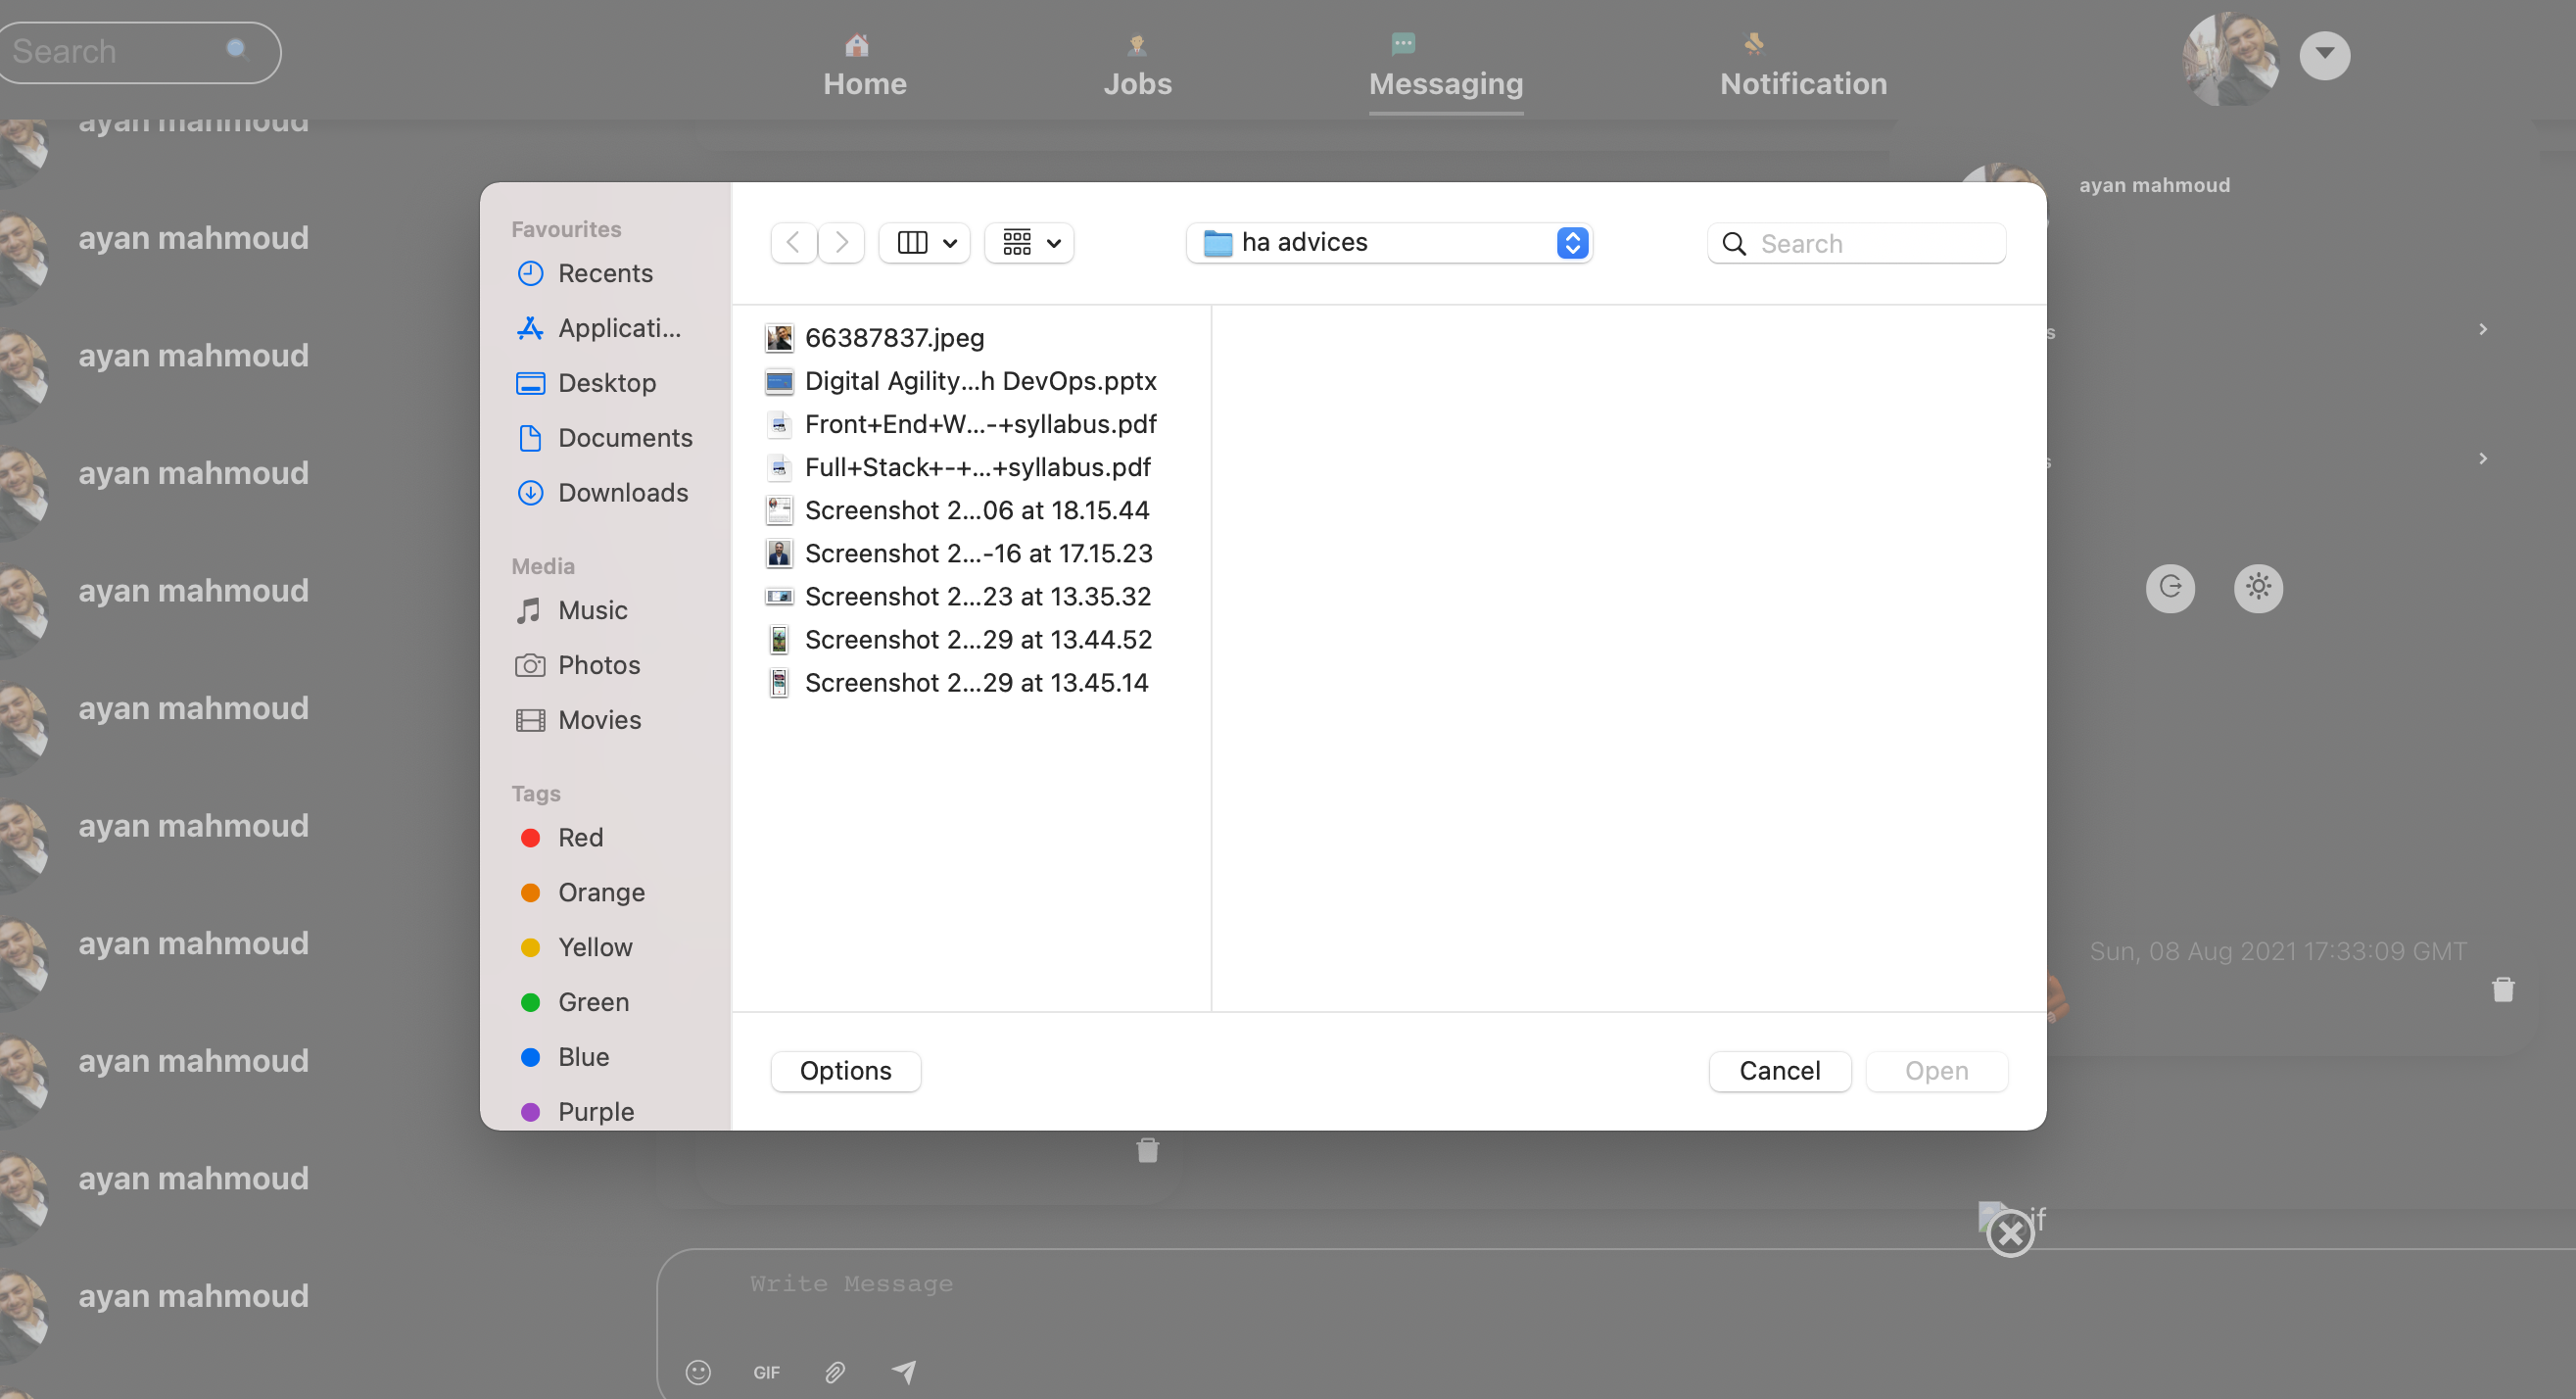 Search
Home
Jobs
Messaging
Notification
ayan mahmoud
ayan mahmoud
ayan mahmoud
ayan mahmoud
ayan mahmoud
ayan mahmoud
ayan mahmoud
ayan mahmoud
ayan mahmoud
ayan mahmoud
ayan mahmoud
Favourites
Recents
Applicati...
Desktop
Documents
Downloads
Media
Music
Photos
Movies
Tags
Red
Orange
Yellow
Green
Blue
Purple
ha advices
Search
66387837.jpeg
Digital Agility...h DevOps.pptx
Front+End+W...-+syllabus.pdf
Full+Stack+-+...+syllabus.pdf
Screenshot 2...06 at 18.15.44
Screenshot 2...-16 at 17.15.23
Screenshot 2...23 at 13.35.32
Screenshot 2...29 at 13.44.52
Screenshot 2...29 at 13.45.14
Options
Cancel
Open
ayan mahmoud
s
s
Sun, 08 Aug 2021 17:33:09 GMT
if
Write Message
GIF